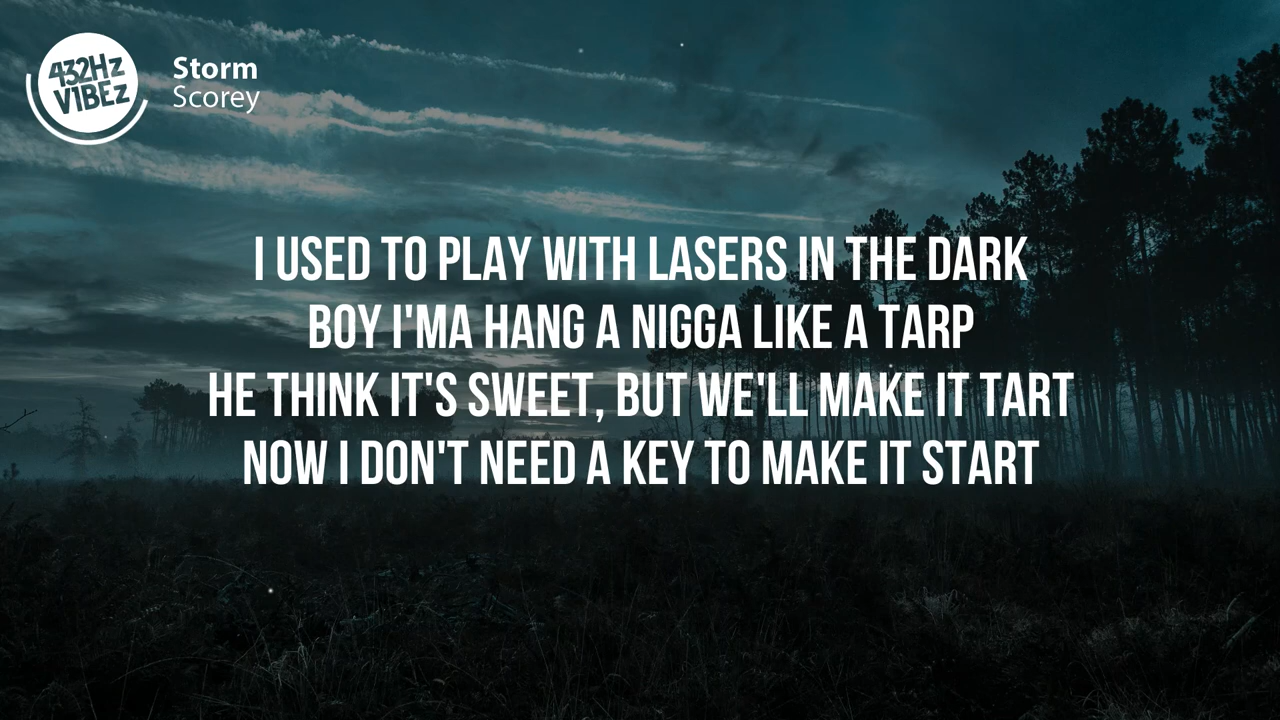 432Hz
VIBEz
Storm
Scorey
I USED TO PLAY WITH LASERS IN THE DARK
BOY I'MA HANG A NIGGA LIKE A TARP
HE THINK IT'S SWEET, BUT WE'LL MAKE IT TART
NOW I DON'T NEED A KEY TO MAKE IT START